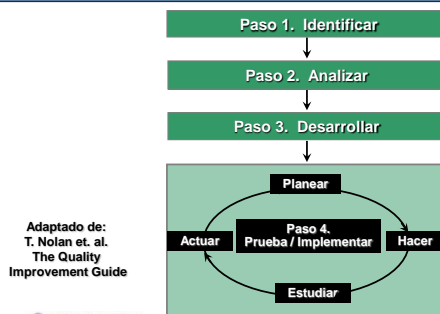 Paso 1. Identificar
Paso 2. Analizar
Paso 3. Desarrollar
Planear
Paso 4.
Prueba / Implementar
Actuar
Hacer
Estudiar
Adaptado de:
T. Nolan et. al.
The Quality
Improvement Guide